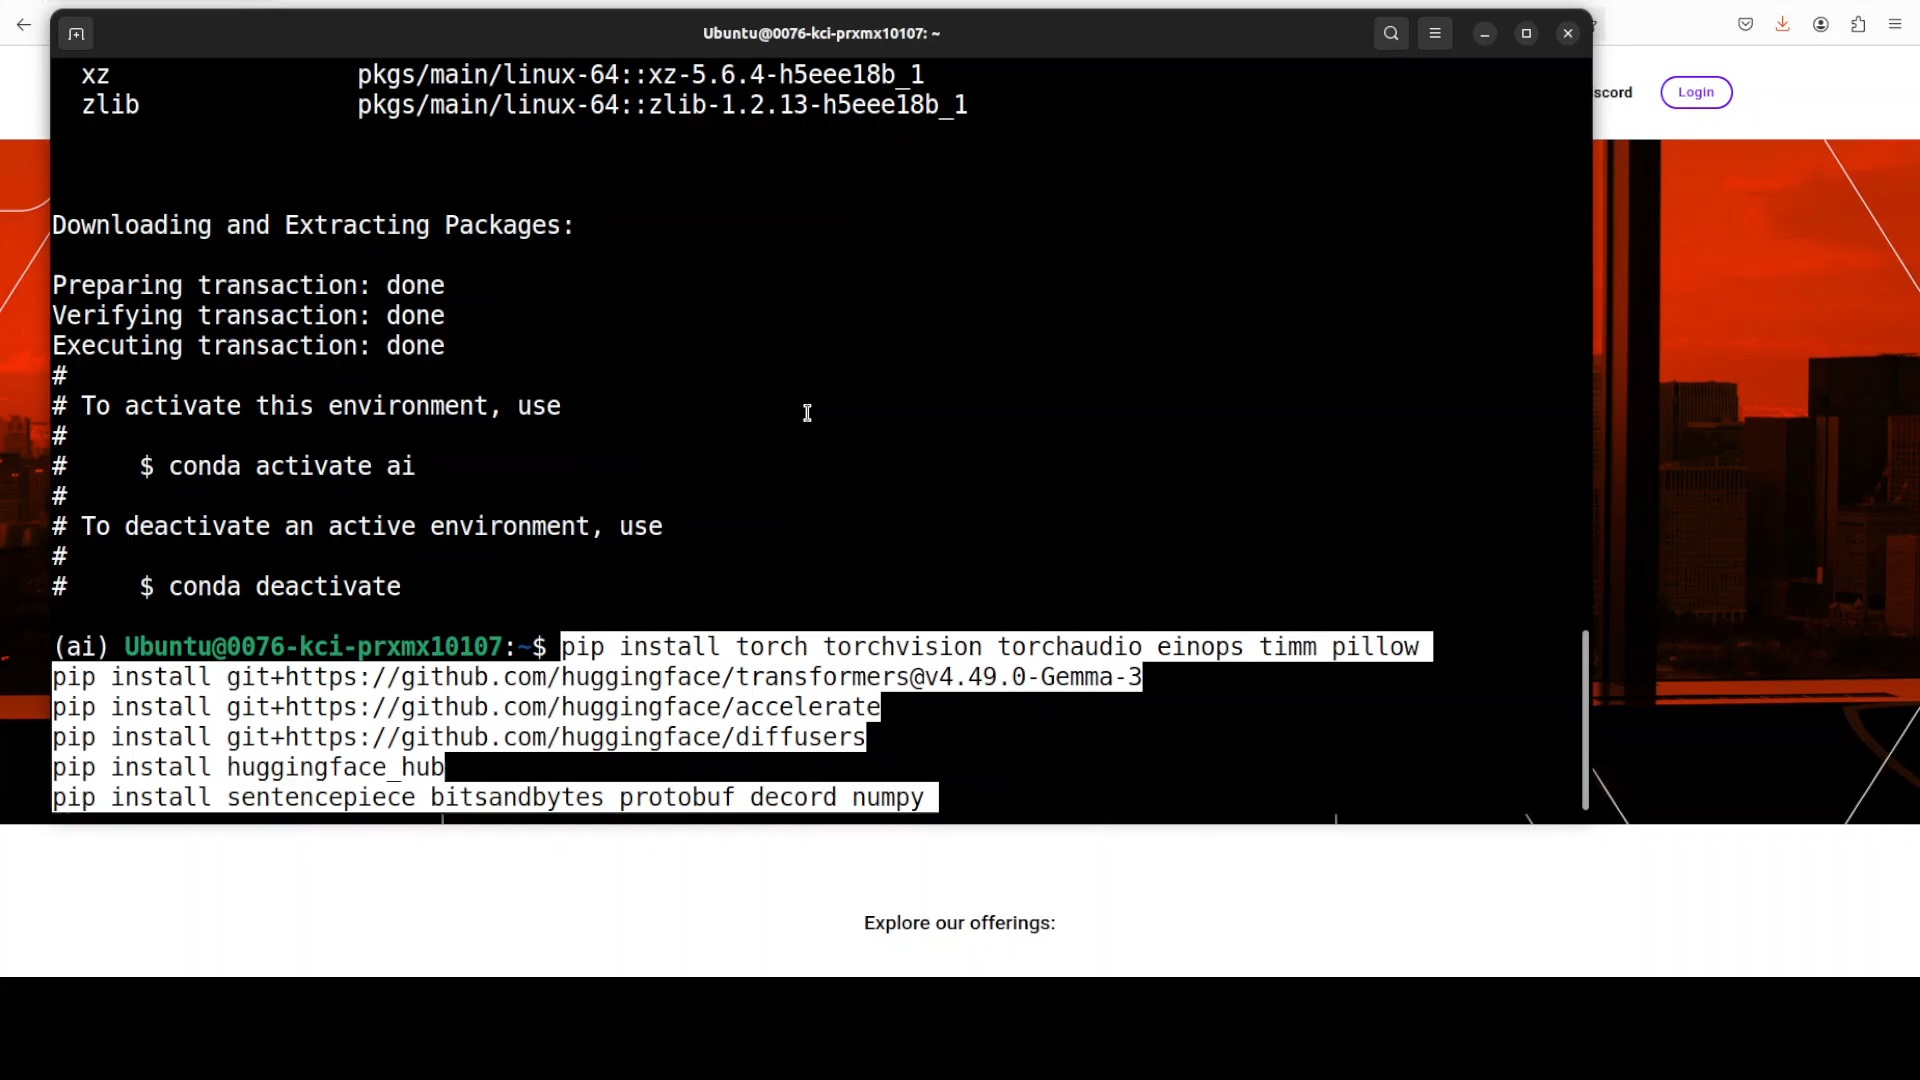 Ubuntu@0076-kci-prxmx10107: ~
xz pkgs/main/linux-64::xz-5.6.4-h5eee18b_1
zlib pkgs/main/linux-64::zlib-1.2.13-h5eee18b_1
scord
Login
Downloading and Extracting Packages:
Preparing transaction: done
Verifying transaction: done
Executing transaction: done
#
# To activate this environment, use
#
# $ conda activate ai
#
# To deactivate an active environment, use
#
# $ conda deactivate
(ai) Ubuntu@0076-kci-prxmx10107:~$ pip install torch torchvision torchaudio einops timm pillow
pip install git+https://github.com/huggingface/transformers@v4.49.0-Gemma-3
pip install git+https://github.com/huggingface/accelerate
pip install git+https://github.com/huggingface/diffusers
pip install huggingface_hub
pip install sentencepiece bitsandbytes protobuf decord numpy
Explore our offerings: